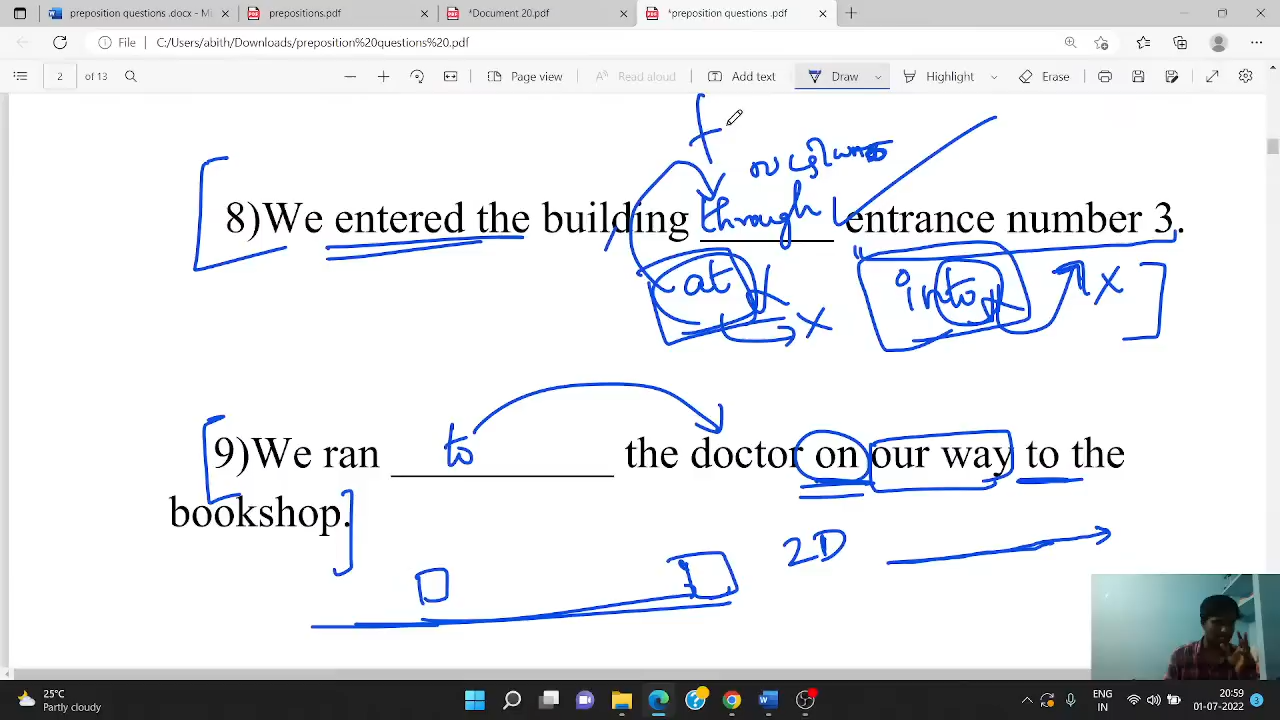 preposition questions .docx - Mi
prepositions.pdf
*Document 20.pdf
*preposition questions .pdf
File C:/Users/abith/Downloads/preposition%20questions%20.pdf
2 of 13 Page view Read aloud Add text Draw Highlight Erase
8)We entered the building through entrance number 3.
at X into X
9)We ran to the doctor on our way to the
bookshop.
2D
25°C
Partly cloudy
ENG
IN
20:59
01-07-2022
3